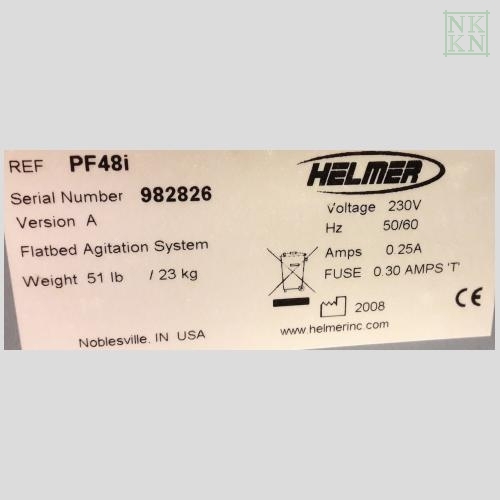 NK
KN
REF PF48i
Serial Number 982826
Version A
Flatbed Agitation System
Weight 51 lb / 23 kg
Noblesville, IN USA
HELMER
Voltage 230V
Hz 50/60
Amps 0.25A
FUSE 0.30 AMPS 'T'
2008
www.helmerinc.com
CE